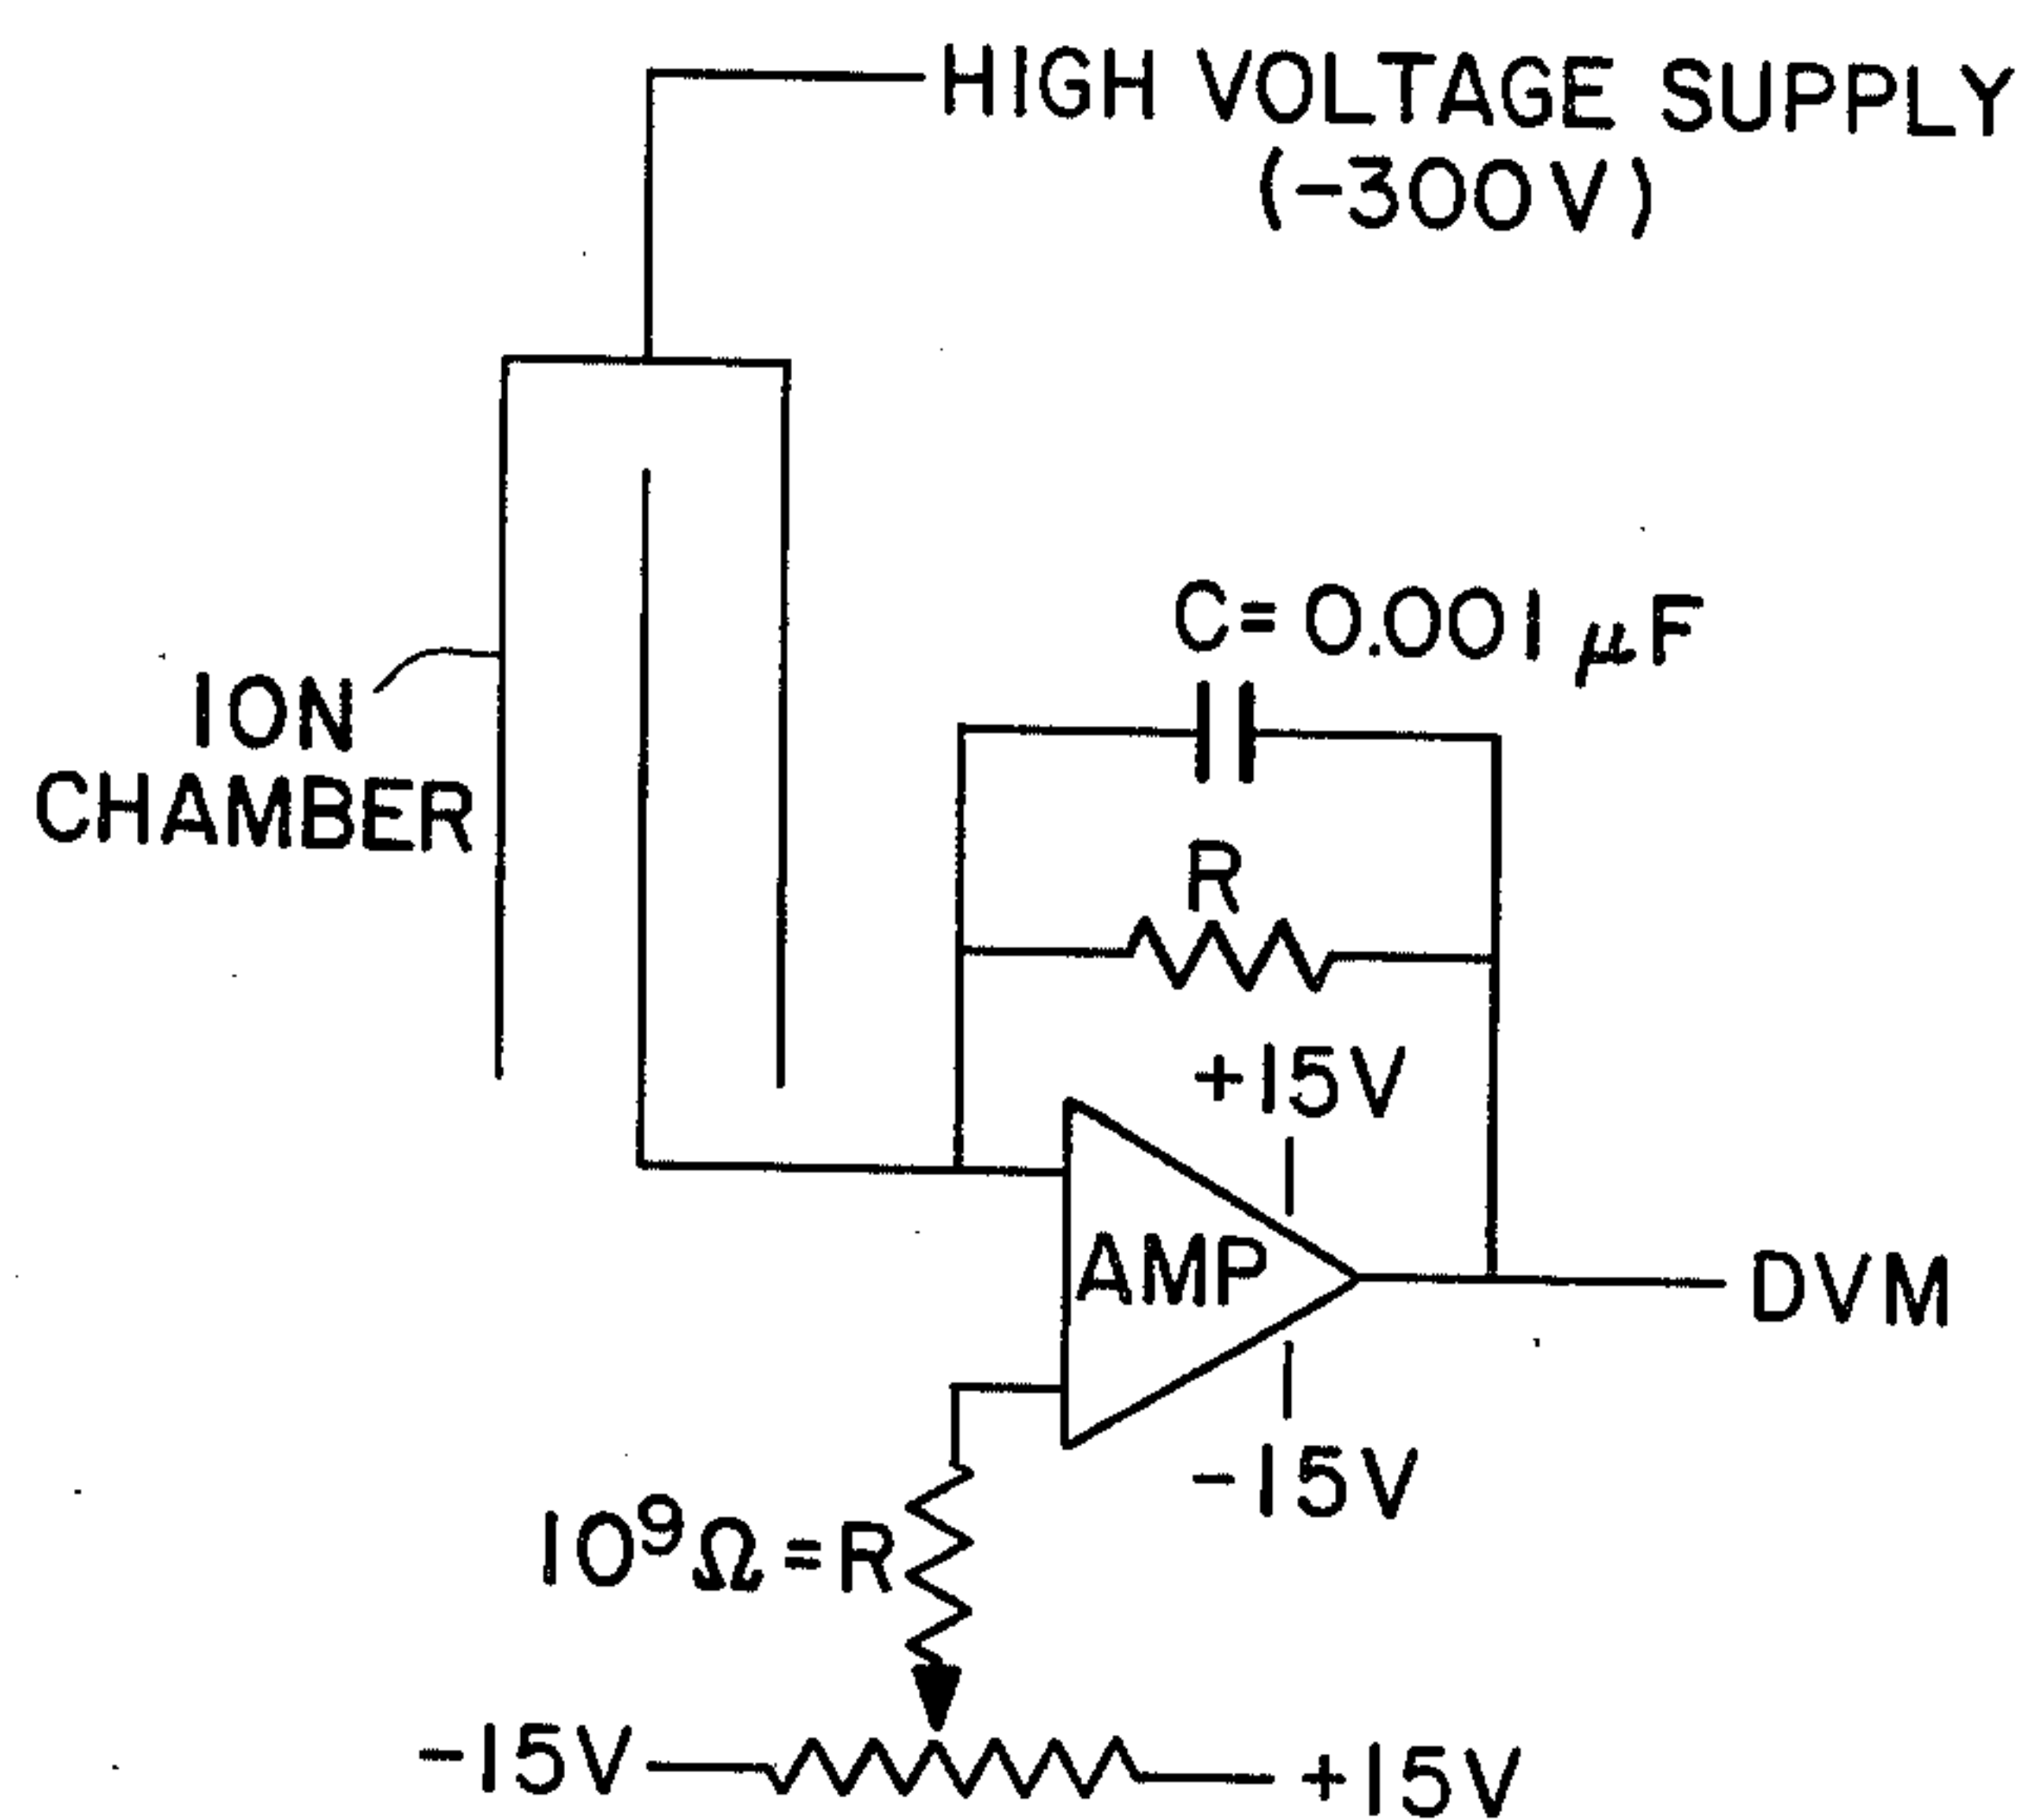 HIGH VOLTAGE SUPPLY
(-300V)
ION
CHAMBER
C= 0.001 μF
R
+15V
AMP
DVM
-15V
10⁹Ω=R
-15V
+15V